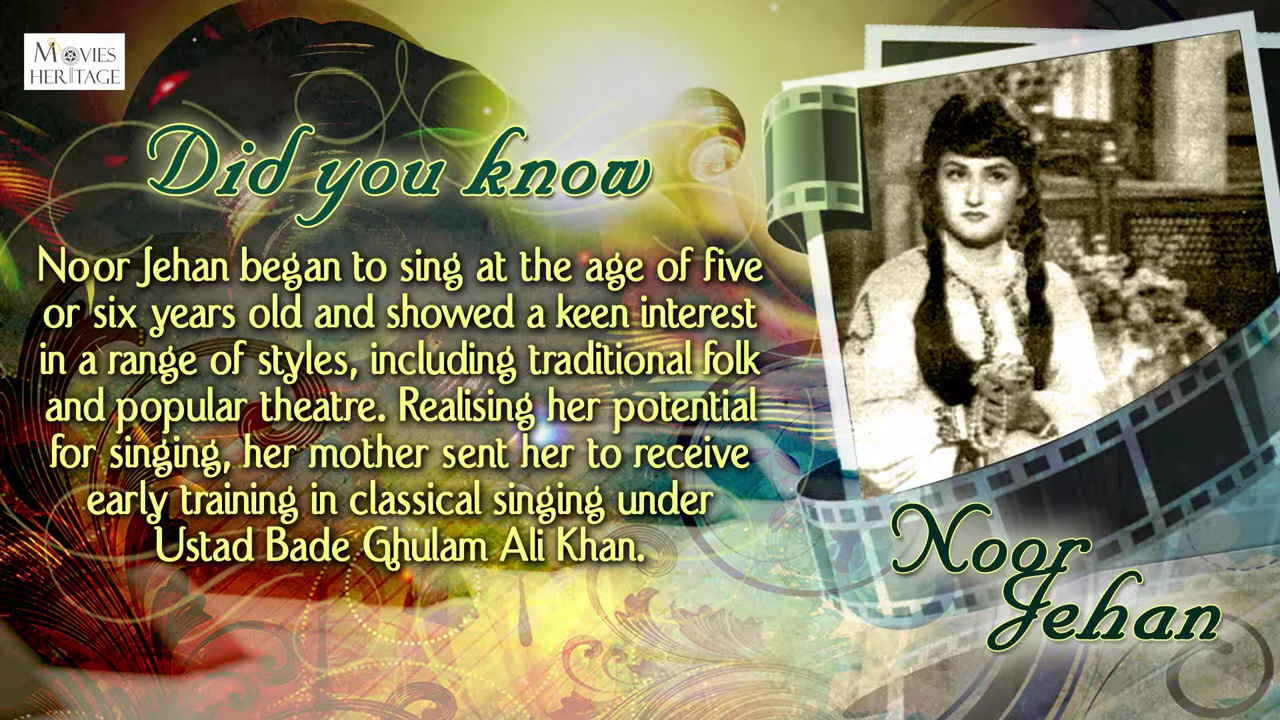 MOVIES
HERITAGE
Did you know
Noor Jehan began to sing at the age of five
or six years old and showed a keen interest
in a range of styles, including traditional folk
and popular theatre. Realising her potential
for singing, her mother sent her to receive
early training in classical singing under
Ustad Bade Ghulam Ali Khan.
Noor
Jehan